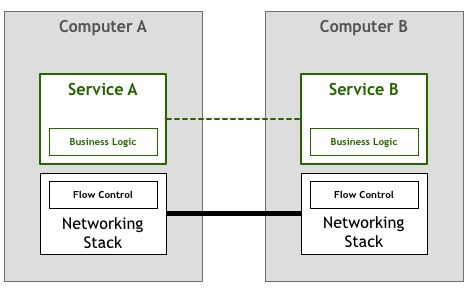 Computer A
Computer B
Service A
Service B
Business Logic
Business Logic
Flow Control
Flow Control
Networking
Stack
Networking
Stack